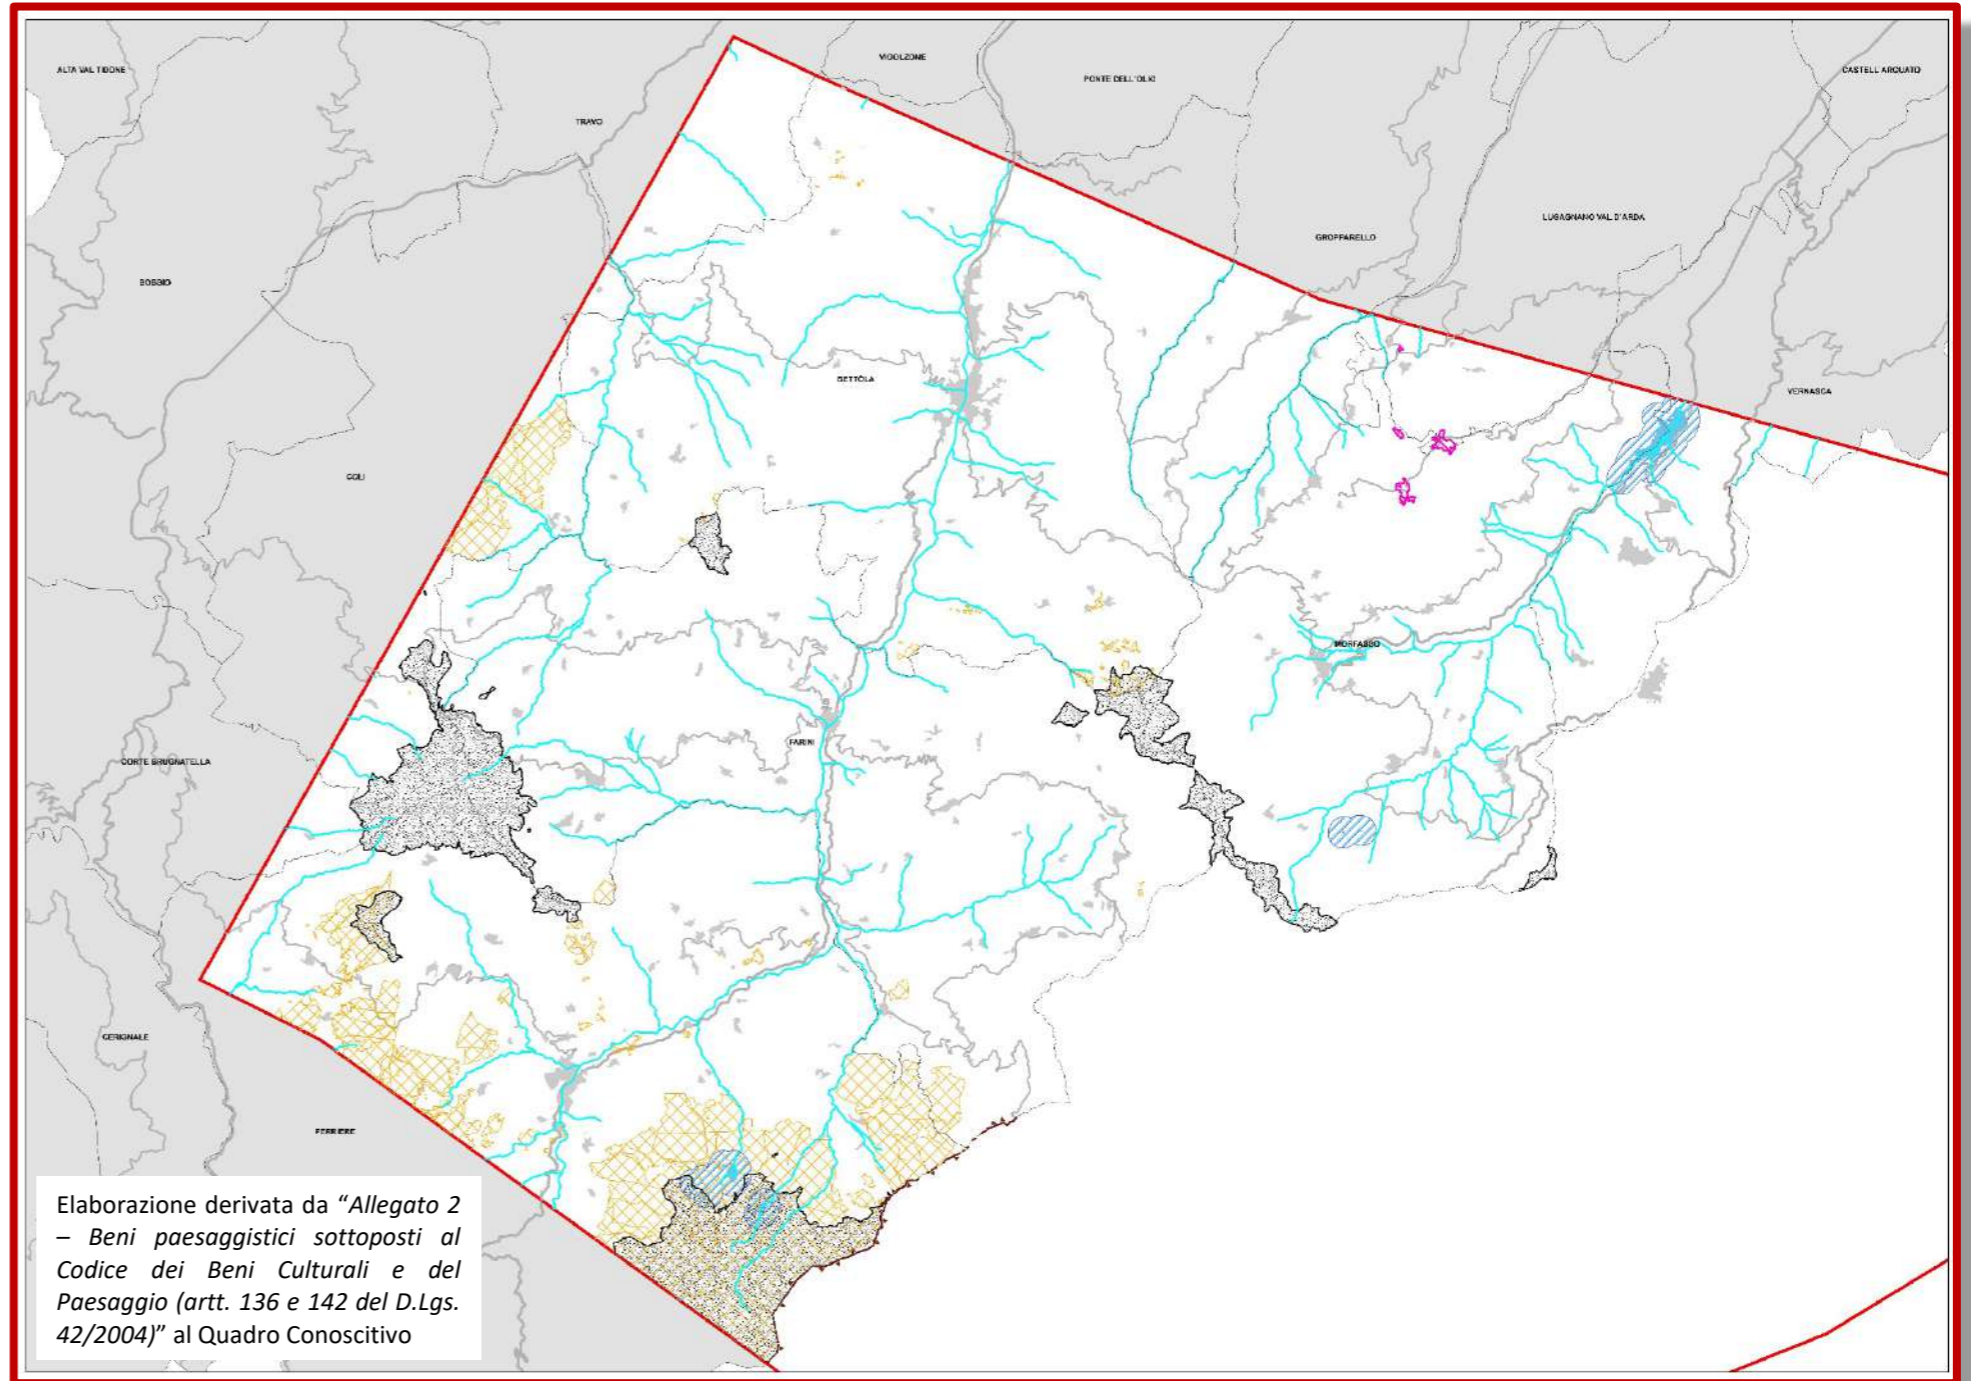 ALTA VAL TIDONE
VIGOLZONE
PONTE DELL'OLIO
CASTELL'ARQUATO
TRAVO
LUGAGNANO VAL D'ARDA
GROPPARELLO
BOBBIO
BETTOLA
VERNASCA
COLI
MORFASSO
FARINI
CORTE BRUGNATELLA
CERIGNALE
FERRIERE
Elaborazione derivata da “Allegato 2
– Beni paesaggistici sottoposti al
Codice dei Beni Culturali e del
Paesaggio (artt. 136 e 142 del D.Lgs.
42/2004)” al Quadro Conoscitivo